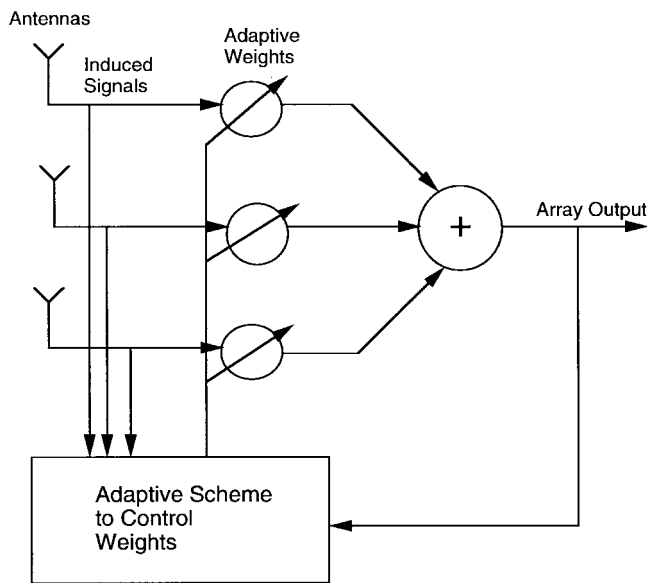 Antennas
Induced
Signals
Adaptive
Weights
+
Array Output
Adaptive Scheme
to Control
Weights